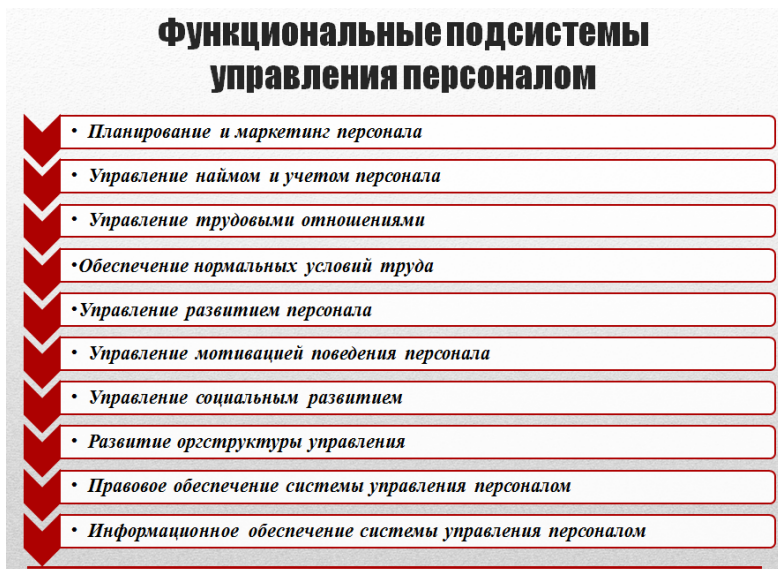 Функциональные подсистемы
управления персоналом
• Планирование и маркетинг персонала
• Управление наймом и учетом персонала
• Управление трудовыми отношениями
•Обеспечение нормальных условий труда
•Управление развитием персонала
• Управление мотивацией поведения персонала
• Управление социальным развитием
• Развитие оргструктуры управления
• Правовое обеспечение системы управления персоналом
• Информационное обеспечение системы управления персоналом